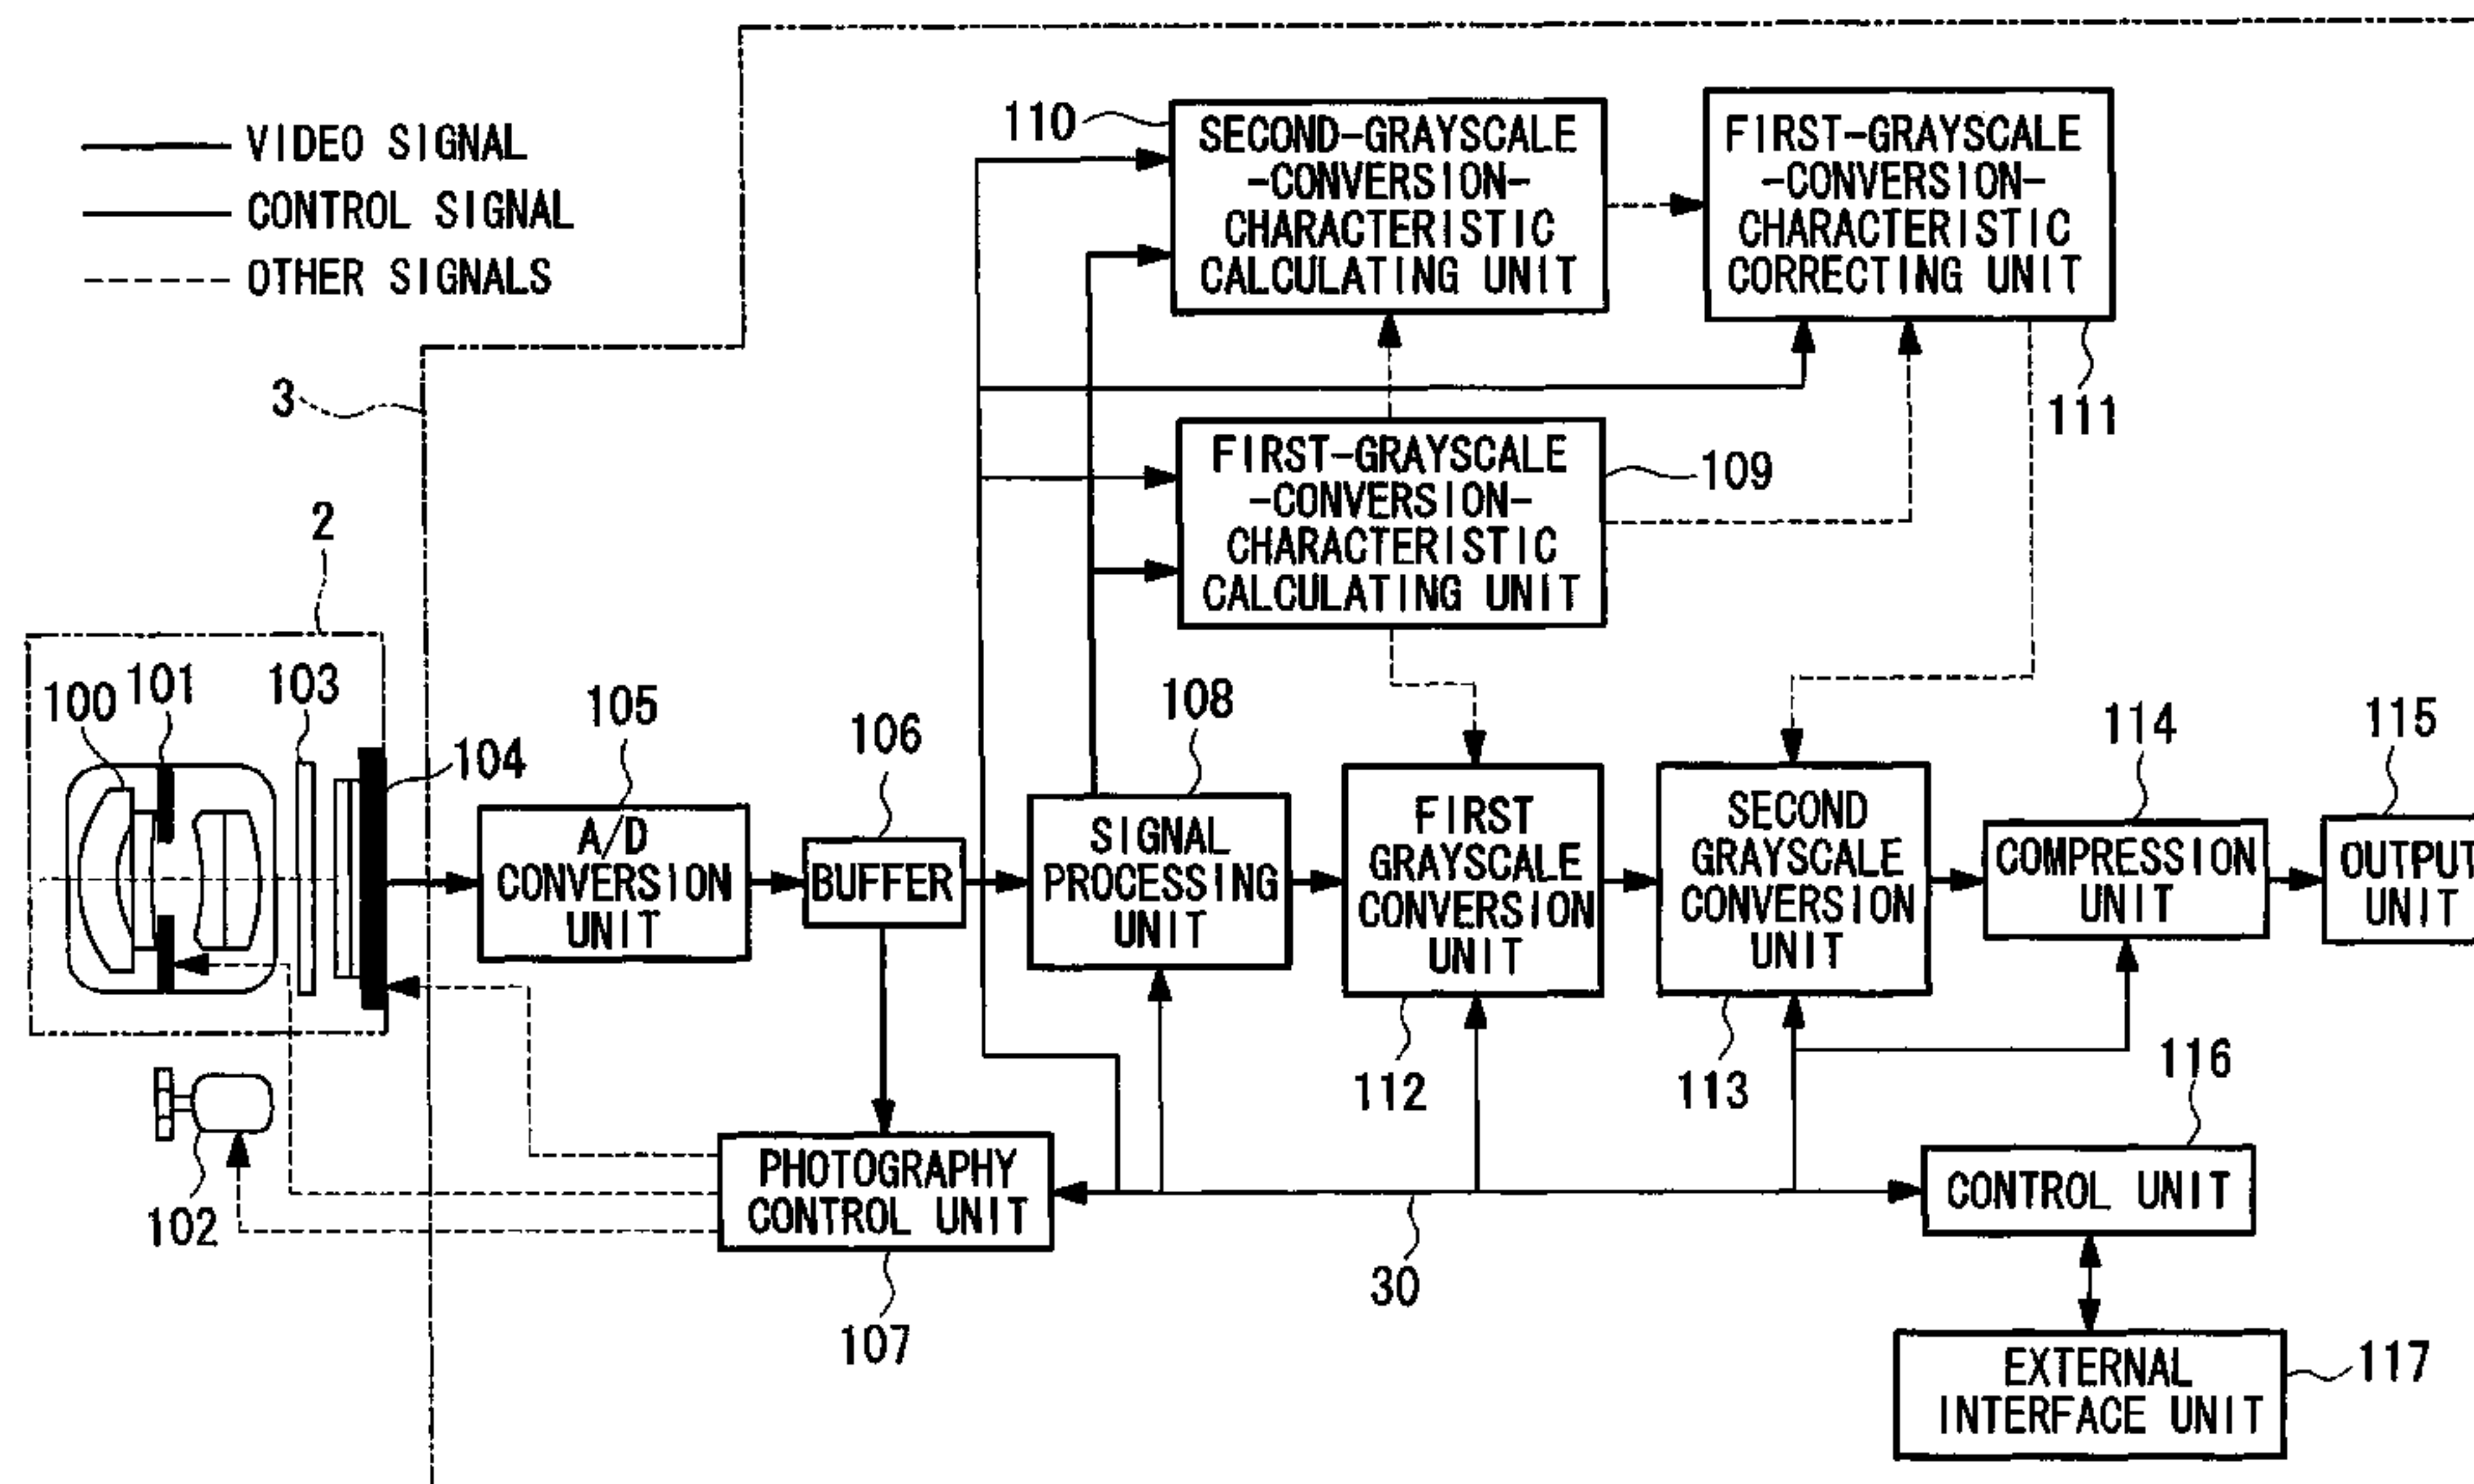 VIDEO SIGNAL
CONTROL SIGNAL
OTHER SIGNALS
110
SECOND-GRAYSCALE
-CONVERSION-
CHARACTERISTIC
CALCULATING UNIT
FIRST-GRAYSCALE
-CONVERSION-
CHARACTERISTIC
CORRECTING UNIT
111
3
FIRST-GRAYSCALE
-CONVERSION-
CHARACTERISTIC
CALCULATING UNIT
109
2
100
101
103
104
105
A/D
CONVERSION
UNIT
106
BUFFER
108
SIGNAL
PROCESSING
UNIT
FIRST
GRAYSCALE
CONVERSION
UNIT
112
SECOND
GRAYSCALE
CONVERSION
UNIT
113
114
COMPRESSION
UNIT
115
OUTPUT
UNIT
102
PHOTOGRAPHY
CONTROL UNIT
107
30
116
CONTROL UNIT
EXTERNAL
INTERFACE UNIT
117